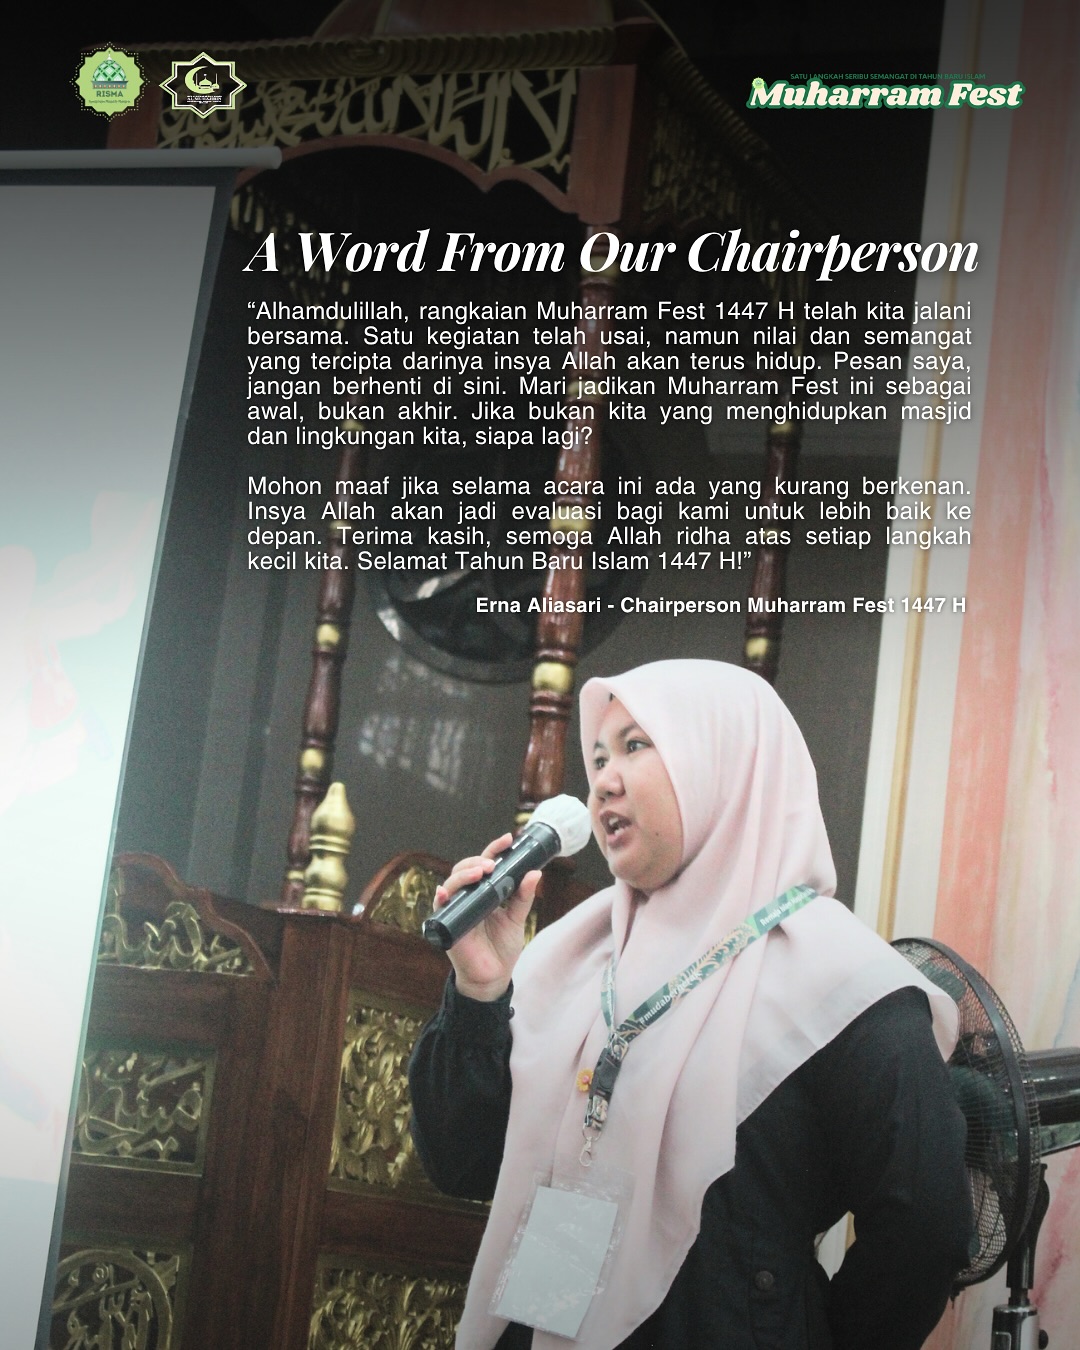 RISMA
SATU LANGKAH SERIBU SEMANGAT DI TAHUN BARU ISLAM
Muharram Fest
A Word From Our Chairperson
“Alhamdulillah, rangkaian Muharram Fest 1447 H telah kita jalani
bersama. Satu kegiatan telah usai, namun nilai dan semangat
yang tercipta darinya insya Allah akan terus hidup. Pesan saya,
jangan berhenti di sini. Mari jadikan Muharram Fest ini sebagai
awal, bukan akhir. Jika bukan kita yang menghidupkan masjid
dan lingkungan kita, siapa lagi?
Mohon maaf jika selama acara ini ada yang kurang berkenan.
Insya Allah akan jadi evaluasi bagi kami untuk lebih baik ke
depan. Terima kasih, semoga Allah ridha atas setiap langkah
kecil kita. Selamat Tahun Baru Islam 1447 H!”
Erna Aliasari - Chairperson Muharram Fest 1447 H